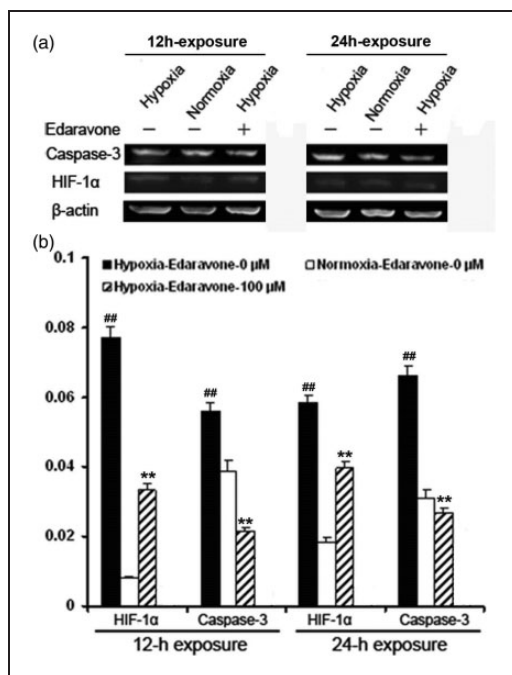 (a)
12h-exposure 24h-exposure
Hypoxia Normoxia Hypoxia Hypoxia Normoxia Hypoxia
Edaravone − − + − − +
Caspase-3
HIF-1α
β-actin
(b)
0.1
0.08
0.06
0.04
0.02
0
Hypoxia-Edaravone-0 μM Normoxia-Edaravone-0 μM
Hypoxia-Edaravone-100 μM
## ** ## ** ## ** ## **
HIF-1α Caspase-3 HIF-1α Caspase-3
12-h exposure 24-h exposure